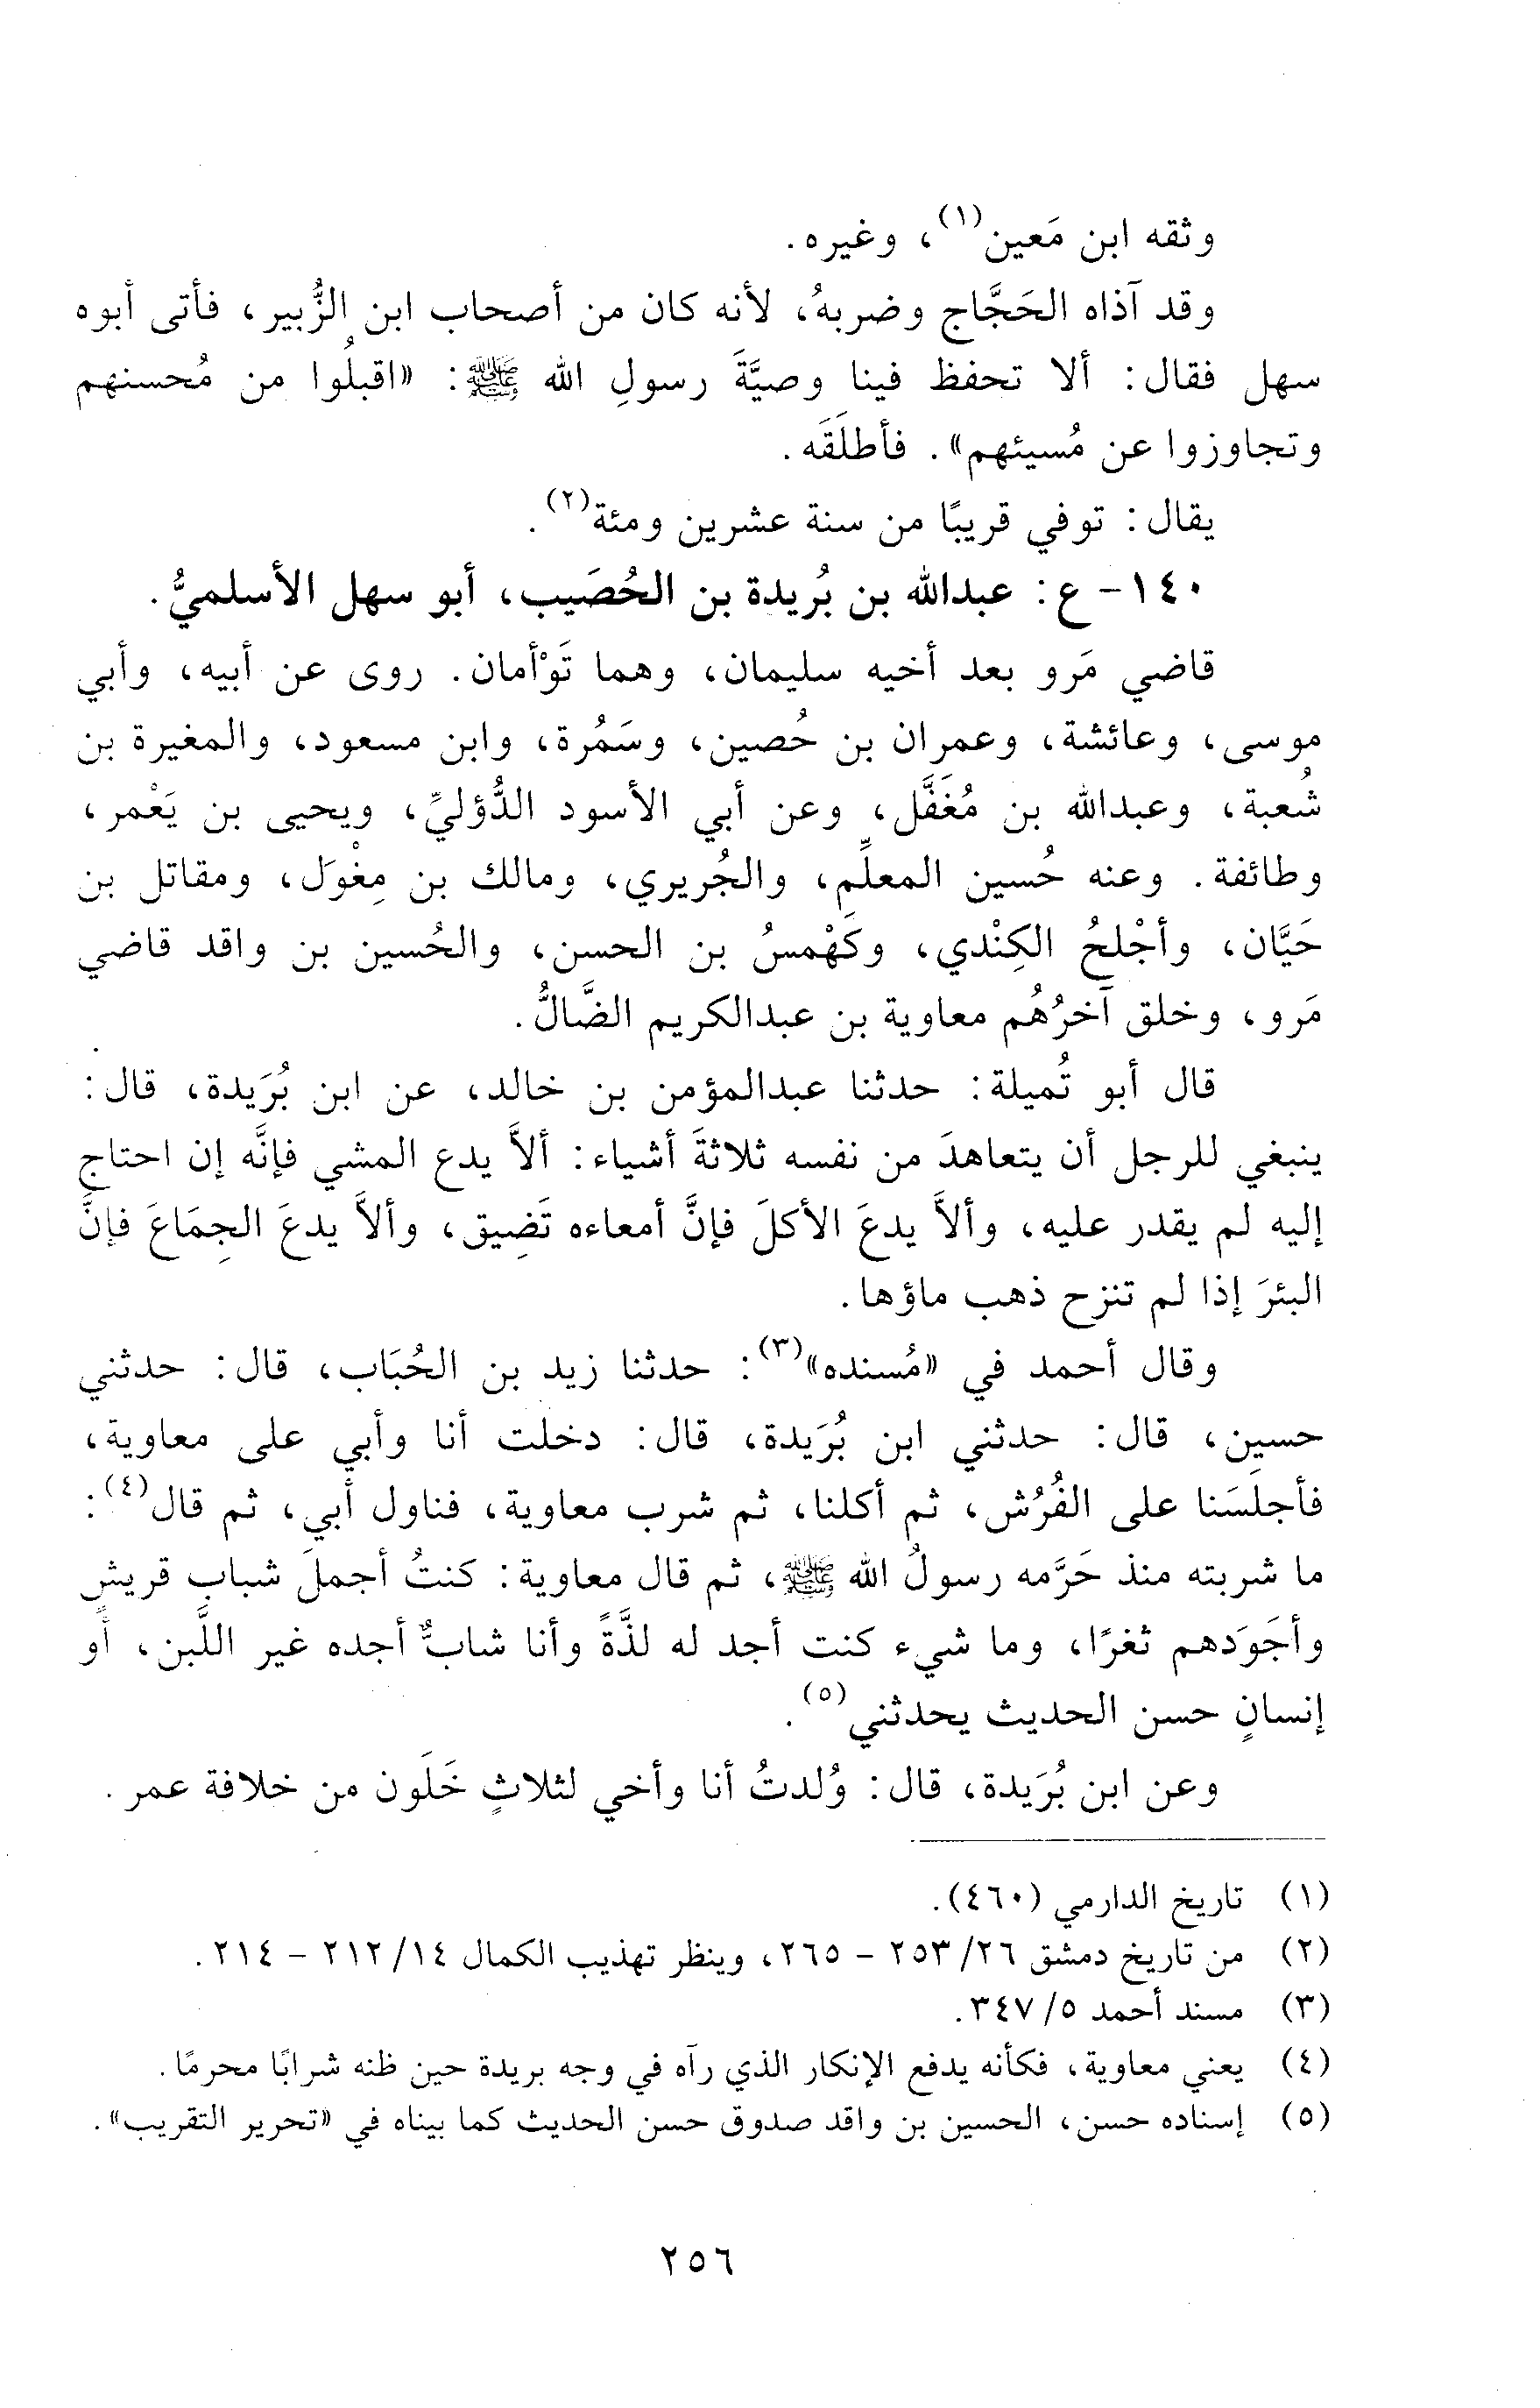 وثقه ابن مَعين(١)، وغيره.
وقد آذاه الحَجَّاج وضربهُ، لأنه كان من أصحاب ابن الزُّبير، فأتى أبوه
سهل فقال: ألا تحفظ فينا وصيَّةَ رسولِ الله ﷺ: «اقبلُوا من مُحسنهم
وتجاوزوا عن مُسيئهم». فأطلَقَه.
يقال: توفي قريبًا من سنة عشرين ومئة(٢).
١٤٠- ع: عبدالله بن بُريدة بن الحُصَيب، أبو سهل الأسلميُّ.
قاضي مَرو بعد أخيه سليمان، وهما تَوْأمان. روى عن أبيه، وأبي
موسى، وعائشة، وعمران بن حُصين، وسَمُرة، وابن مسعود، والمغيرة بن
شُعبة، وعبدالله بن مُغَفَّل، وعن أبي الأسود الدُّؤليِّ، ويحيى بن يَعْمر،
وطائفة. وعنه حُسين المعلِّم، والجُريري، ومالك بن مِغْوَل، ومقاتل بن
حَيَّان، وأجْلحُ الكِنْدي، وكَهْمسُ بن الحسن، والحُسين بن واقد قاضي
مَرو، وخلق آخرُهُم معاوية بن عبدالكريم الضَّالُّ.
قال أبو تُميلة: حدثنا عبدالمؤمن بن خالد، عن ابن بُرَيدة، قال:
ينبغي للرجل أن يتعاهدَ من نفسه ثلاثةَ أشياء: ألاَّ يدع المشي فإنَّه إن احتاج
إليه لم يقدر عليه، وألاَّ يدعَ الأكلَ فإنَّ أمعاءه تَضِيق، وألاَّ يدعَ الجِمَاعَ فإنَّ
البئرَ إذا لم تنزح ذهب ماؤها.
وقال أحمد في «مُسنده»(٣): حدثنا زيد بن الحُبَاب، قال: حدثني
حسين، قال: حدثني ابن بُرَيدة، قال: دخلت أنا وأبي على معاوية،
فأجلَسَنا على الفُرُش، ثم أكلنا، ثم شرب معاوية، فناول أبي، ثم قال(٤):
ما شربته منذ حَرَّمه رسولُ الله ﷺ، ثم قال معاوية: كنتُ أجملَ شباب قريشٍ
وأجَوَدهم ثغرًا، وما شيء كنت أجد له لذَّةً وأنا شابٌّ أجده غير اللَّبن، أو
إنسانٍ حسن الحديث يحدثني(٥).
وعن ابن بُرَيدة، قال: وُلدتُ أنا وأخي لثلاثٍ خَلَون من خلافة عمر.
(١) تاريخ الدارمي (٤٦٠).
(٢) من تاريخ دمشق ٢٦/ ٢٥٣ - ٢٦٥، وينظر تهذيب الكمال ١٤/ ٢١٢ - ٢١٤.
(٣) مسند أحمد ٥/ ٣٤٧.
(٤) يعني معاوية، فكأنه يدفع الإنكار الذي رآه في وجه بريدة حين ظنه شرابًا محرمًا.
(٥) إسناده حسن، الحسين بن واقد صدوق حسن الحديث كما بيناه في «تحرير التقريب».
٢٥٦